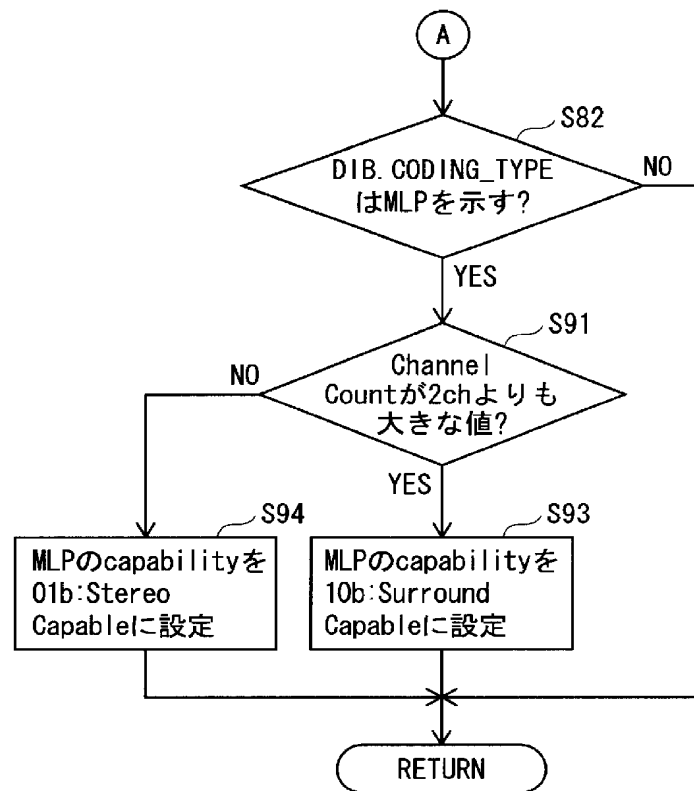 A
S82
DIB. CODING_TYPE
はMLPを示す?
NO
YES
S91
Channel
Countが2chよりも
大きな値?
NO
YES
S94
MLPのcapabilityを
01b:Stereo
Capableに設定
S93
MLPのcapabilityを
10b:Surround
Capableに設定
RETURN